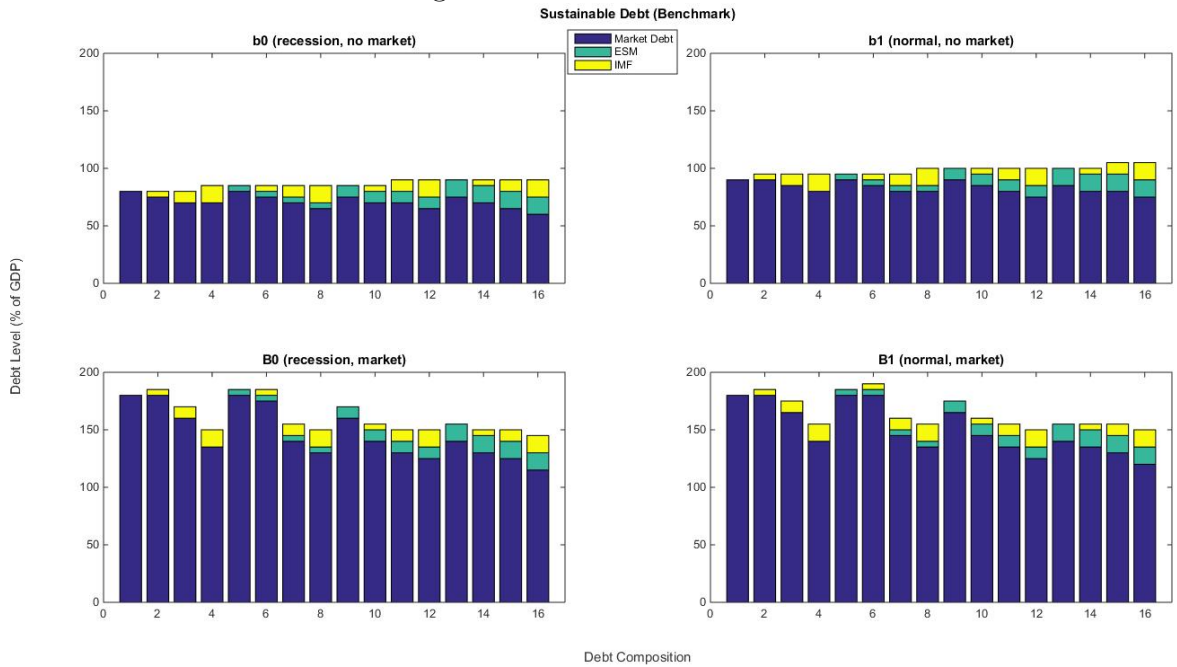 Sustainable Debt (Benchmark)
b0 (recession, no market)
Market Debt
ESM
IMF
b1 (normal, no market)
200
150
100
50
0
0 2 4 6 8 10 12 14 16
200
150
100
50
0
0 2 4 6 8 10 12 14 16
Debt Level (% of GDP)
B0 (recession, market)
B1 (normal, market)
200
150
100
50
0
0 2 4 6 8 10 12 14 16
200
150
100
50
0
0 2 4 6 8 10 12 14 16
Debt Composition